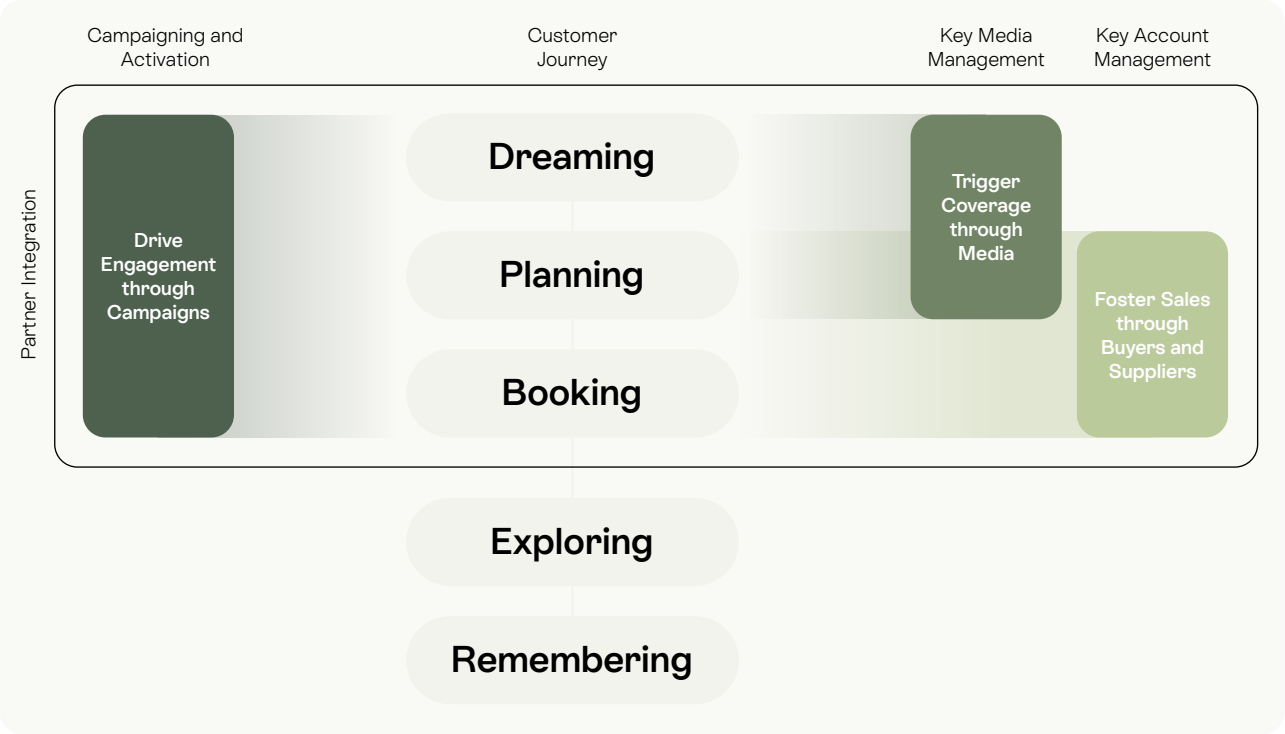 Campaigning and
Activation
Customer
Journey
Key Media
Management
Key Account
Management
Partner Integration
Drive
Engagement
through
Campaigns
Dreaming
Planning
Booking
Exploring
Remembering
Trigger
Coverage
through
Media
Foster Sales
through
Buyers and
Suppliers